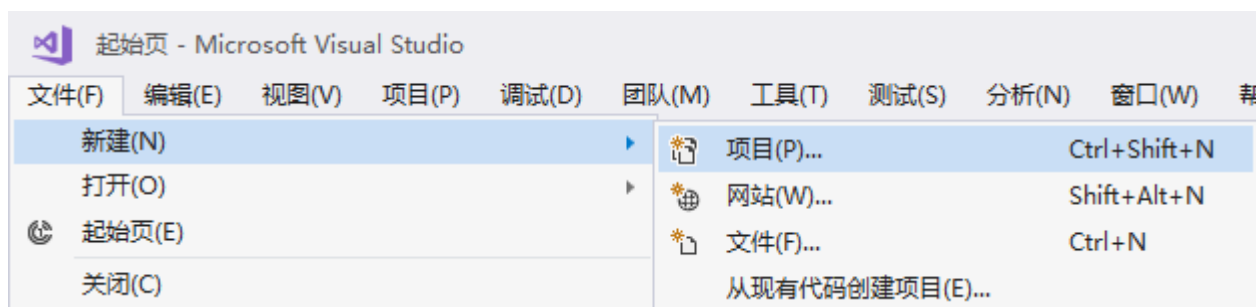 起始页 - Microsoft Visual Studio
文件(F) 编辑(E) 视图(V) 项目(P) 调试(D) 团队(M) 工具(T) 测试(S) 分析(N) 窗口(W)
新建(N)
打开(O)
起始页(E)
关闭(C)
项目(P)... Ctrl+Shift+N
网站(W)... Shift+Alt+N
文件(F)... Ctrl+N
从现有代码创建项目(E)...